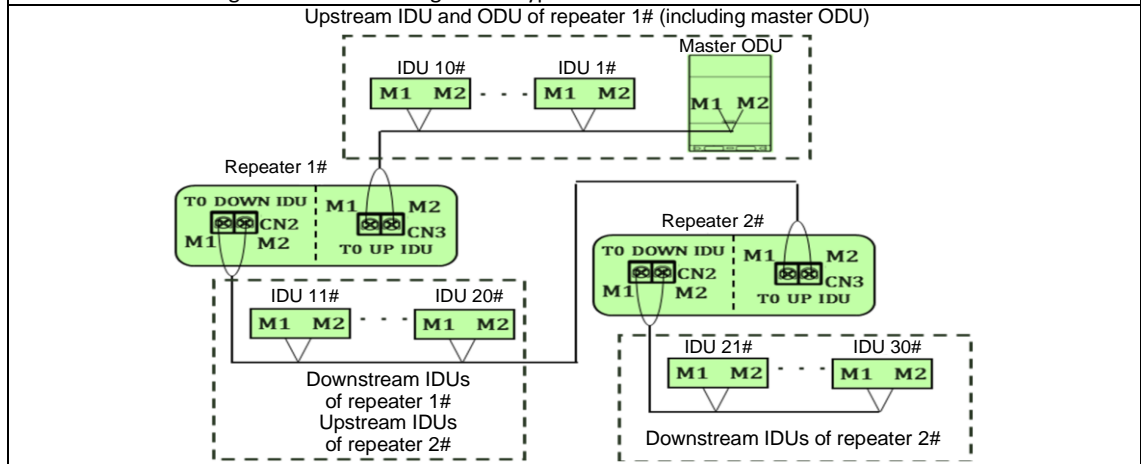 Upstream IDU and ODU of repeater 1# (including master ODU)
Master ODU
IDU 10#
IDU 1#
M1 M2 · · · M1 M2
M1 M2
Repeater 1#
TO DOWN IDU
CN2
M1 M2
M1 M2
CN3
TO UP IDU
Repeater 2#
TO DOWN IDU
CN2
M1 M2
M1 M2
CN3
TO UP IDU
IDU 11#
IDU 20#
M1 M2 · · · M1 M2
Downstream IDUs
of repeater 1#
Upstream IDUs
of repeater 2#
IDU 21#
IDU 30#
M1 M2 · · · M1 M2
Downstream IDUs of repeater 2#